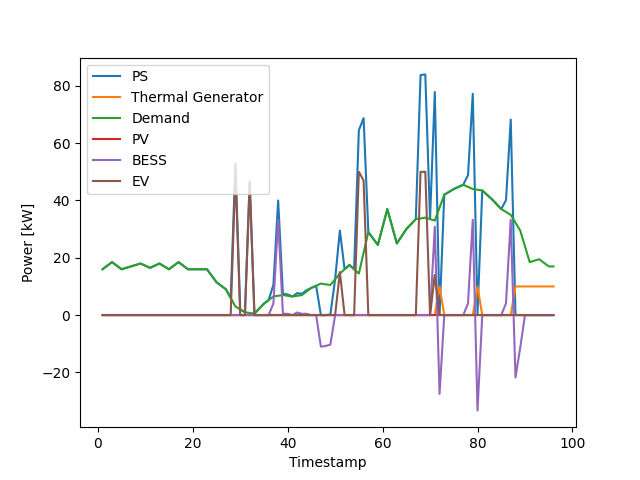 PS
Thermal Generator
Demand
PV
BESS
EV
Power [kW]
80
60
40
20
0
−20
0 20 40 60 80 100
Timestamp